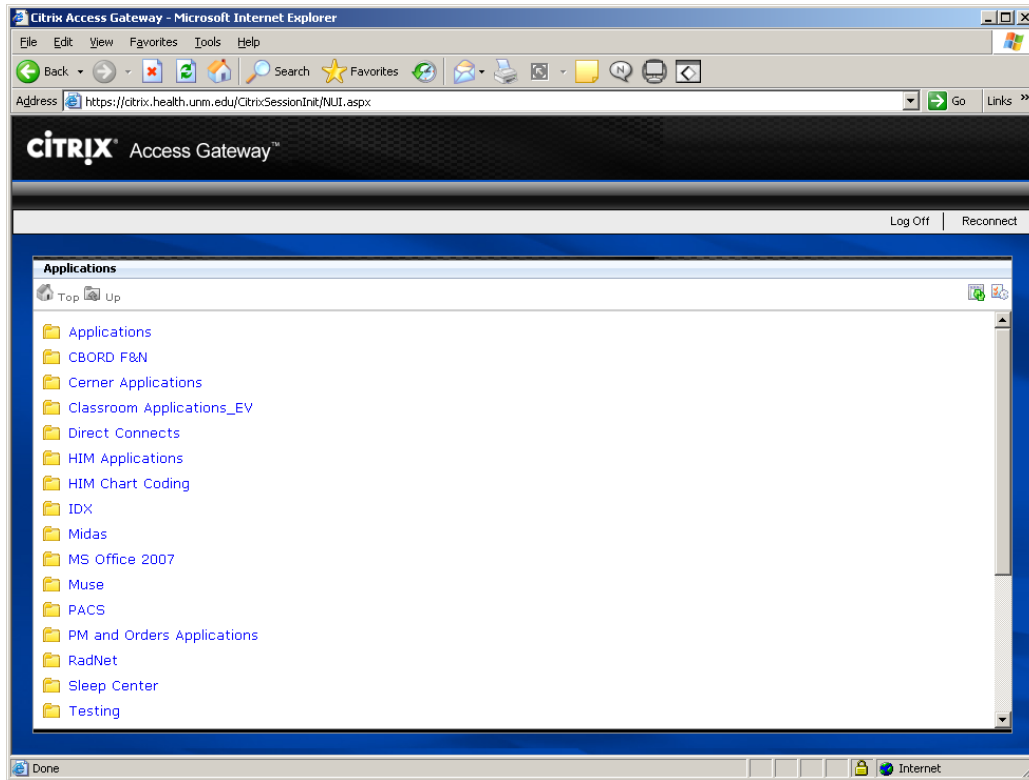 Citrix Access Gateway - Microsoft Internet Explorer
File Edit View Favorites Tools Help
Back Search Favorites
Address https://citrix.health.unm.edu/CitrixSessionInit/NUI.aspx Go Links »
CİTRIX® Access Gateway™
Log Off Reconnect
Applications
Top Up
Applications
CBORD F&N
Cerner Applications
Classroom Applications_EV
Direct Connects
HIM Applications
HIM Chart Coding
IDX
Midas
MS Office 2007
Muse
PACS
PM and Orders Applications
RadNet
Sleep Center
Testing
Done Internet